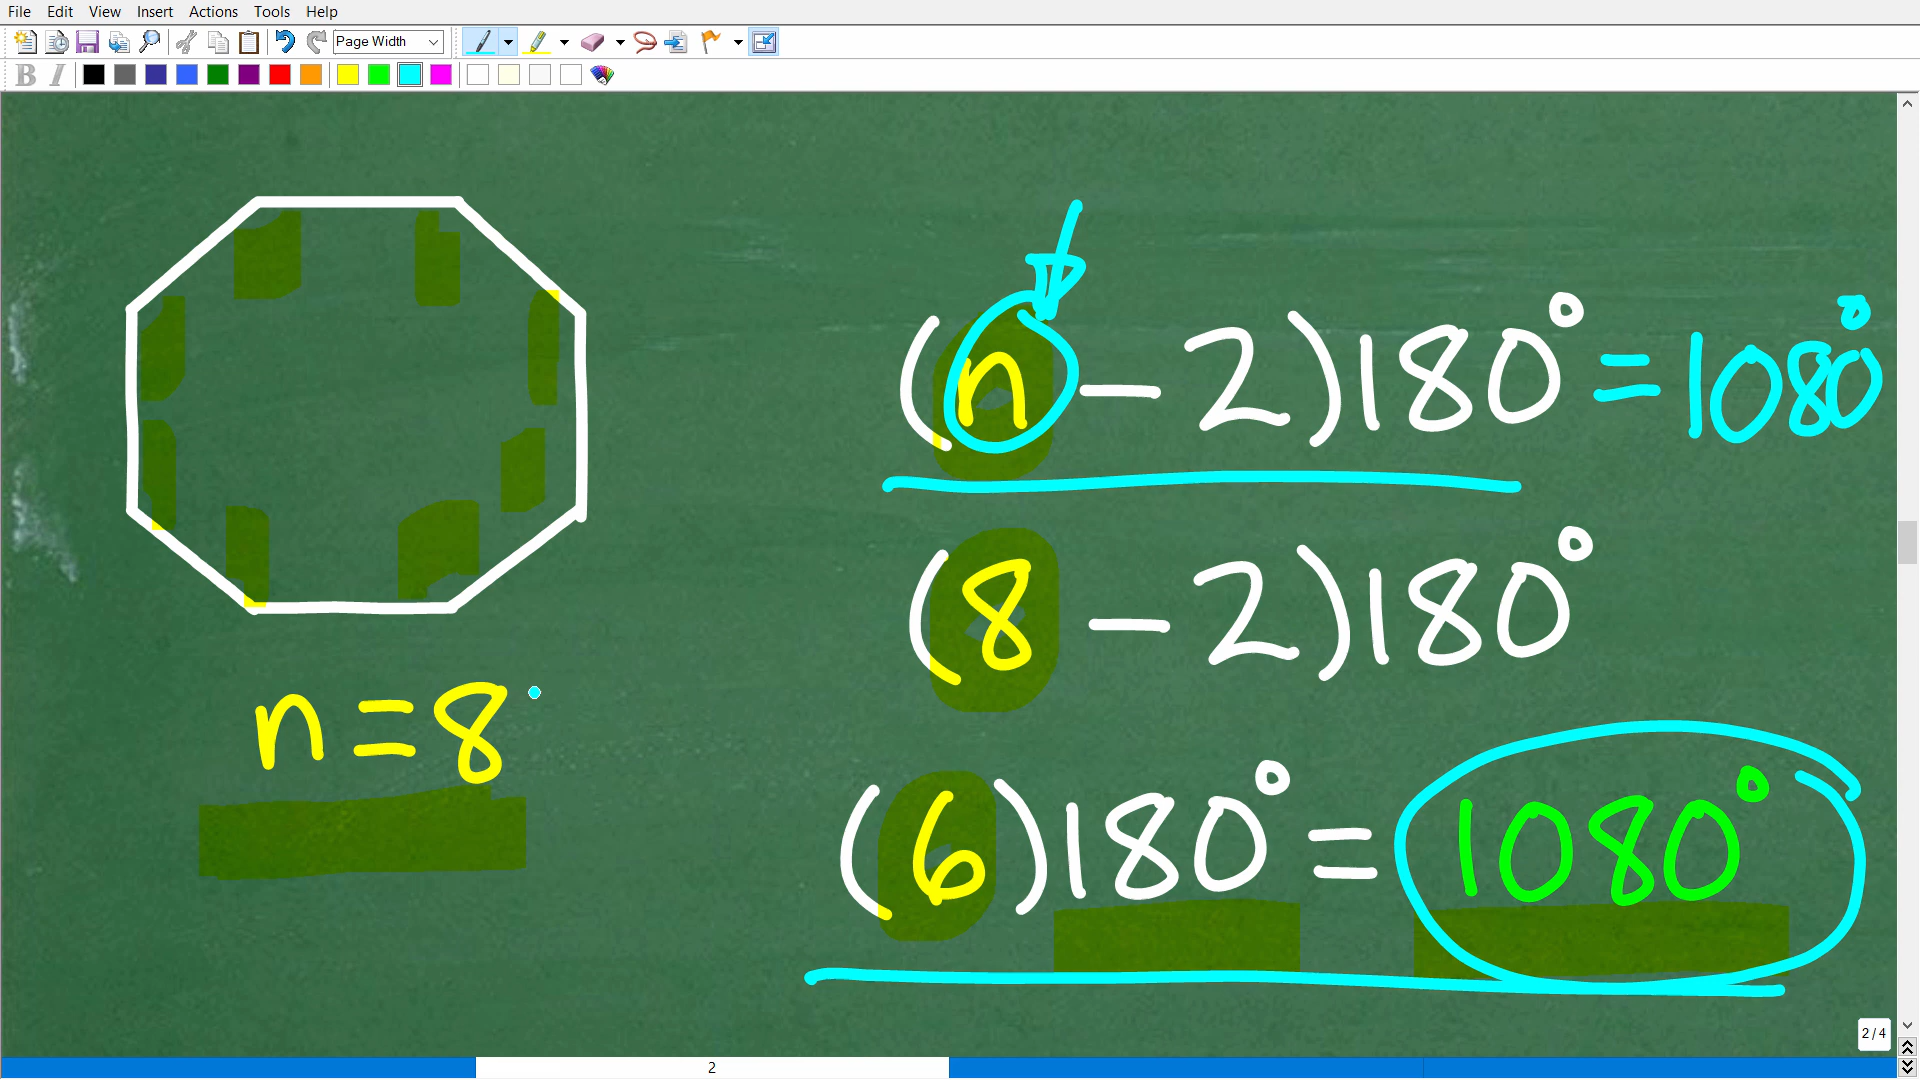 File Edit View Insert Actions Tools Help
Page Width
B I
(n - 2)180° = 1080°
(8 - 2)180°
n = 8
(6)180° = 1080°
2 / 4
2